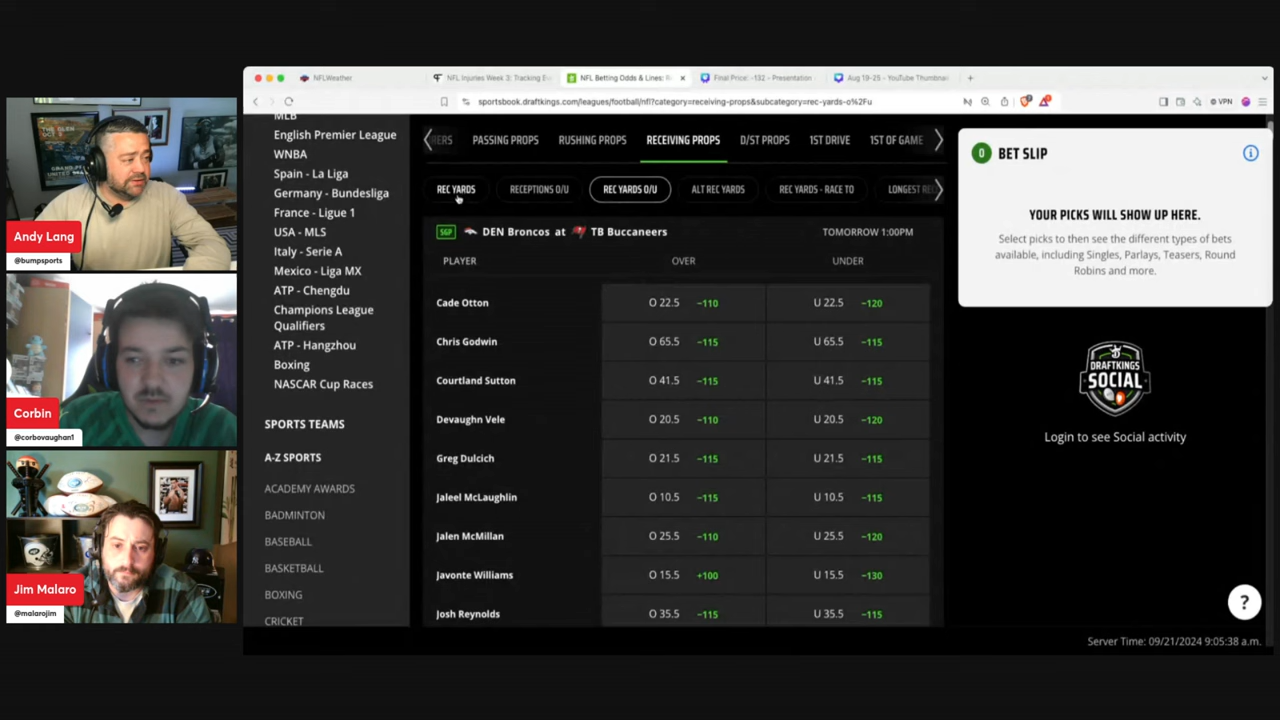 NFLWeather
NFL Injuries Week 3: Tracking
NFL Betting Odds & Lines:
Final Price: -132 - Presentation
Aug 19-25 - YouTube Thumbnai
sportsbook.draftkings.com/leagues/football/nfl?category=receiving-props&subcategory=rec-yards-o%2Fu
VPN
Andy Lang
@bumpsports
Corbin
@corbovaughan1
Jim Malaro
@malarojim
MLB
English Premier League
WNBA
Spain - La Liga
Germany - Bundesliga
France - Ligue 1
USA - MLS
Italy - Serie A
Mexico - Liga MX
ATP - Chengdu
Champions League
Qualifiers
ATP - Hangzhou
Boxing
NASCAR Cup Races
SPORTS TEAMS
A-Z SPORTS
ACADEMY AWARDS
BADMINTON
BASEBALL
BASKETBALL
BOXING
CRICKET
ERS PASSING PROPS RUSHING PROPS RECEIVING PROPS D/ST PROPS 1ST DRIVE 1ST OF GAME
REC YARDS RECEPTIONS O/U REC YARDS O/U ALT REC YARDS REC YARDS - RACE TO LONGEST REC
SGP DEN Broncos at TB Buccaneers TOMORROW 1:00PM
PLAYER OVER UNDER
Cade Otton O 22.5 -110 U 22.5 -120
Chris Godwin O 65.5 -115 U 65.5 -115
Courtland Sutton O 41.5 -115 U 41.5 -115
Devaughn Vele O 20.5 -110 U 20.5 -120
Greg Dulcich O 21.5 -115 U 21.5 -115
Jaleel McLaughlin O 10.5 -115 U 10.5 -115
Jalen McMillan O 25.5 -110 U 25.5 -120
Javonte Williams O 15.5 +100 U 15.5 -130
Josh Reynolds O 35.5 -115 U 35.5 -115
0 BET SLIP
YOUR PICKS WILL SHOW UP HERE.
Select picks to then see the different types of bets
available, including Singles, Parlays, Teasers, Round
Robins and more.
DRAFTKINGS
SOCIAL
Login to see Social activity
?
Server Time: 09/21/2024 9:05:38 a.m.